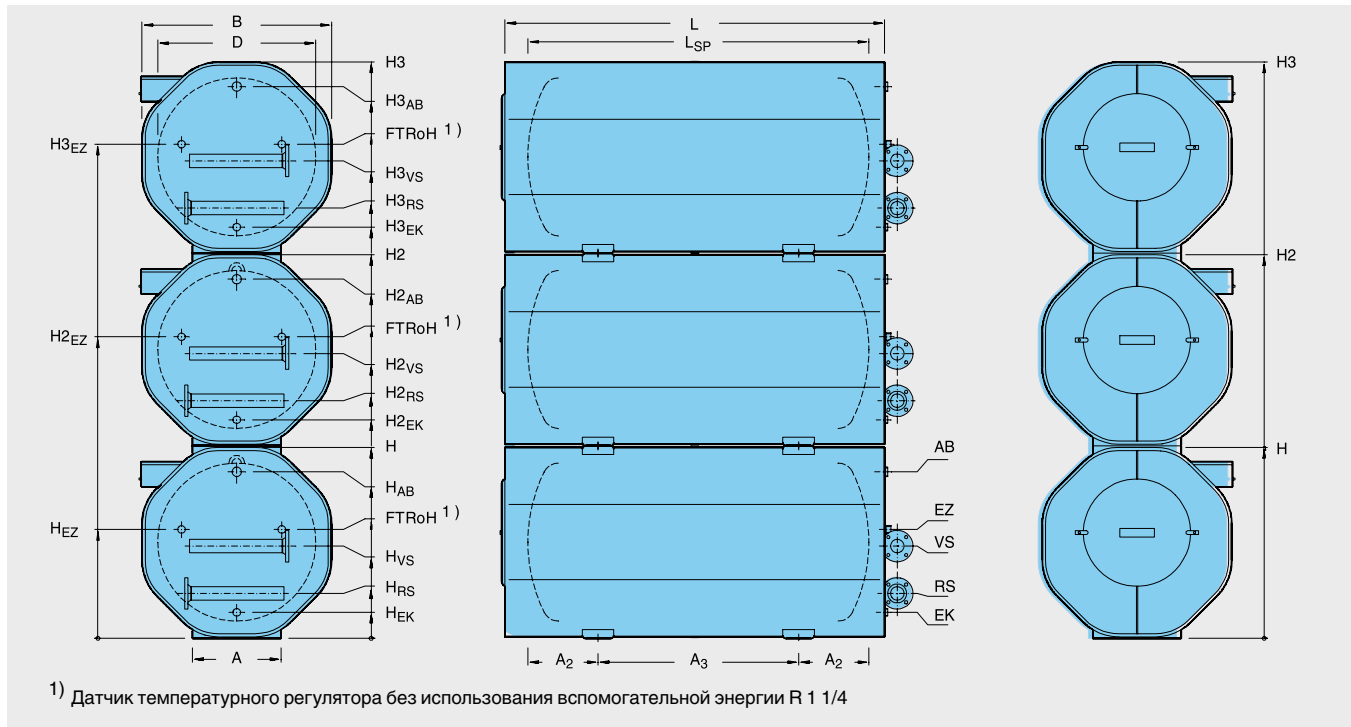 B
D
H3
H3AB
FTRoH 1)
H3EZ
H3VS
H3RS
H3EK
H2
H2AB
FTRoH 1)
H2EZ
H2VS
H2RS
H2EK
H
HAB
FTRoH 1)
HEZ
HVS
HRS
HEK
A
L
LSP
AB
EZ
VS
RS
EK
A2
A3
A2
H3
H2
H
1) Датчик температурного регулятора без использования вспомогательной энергии R 1 1/4